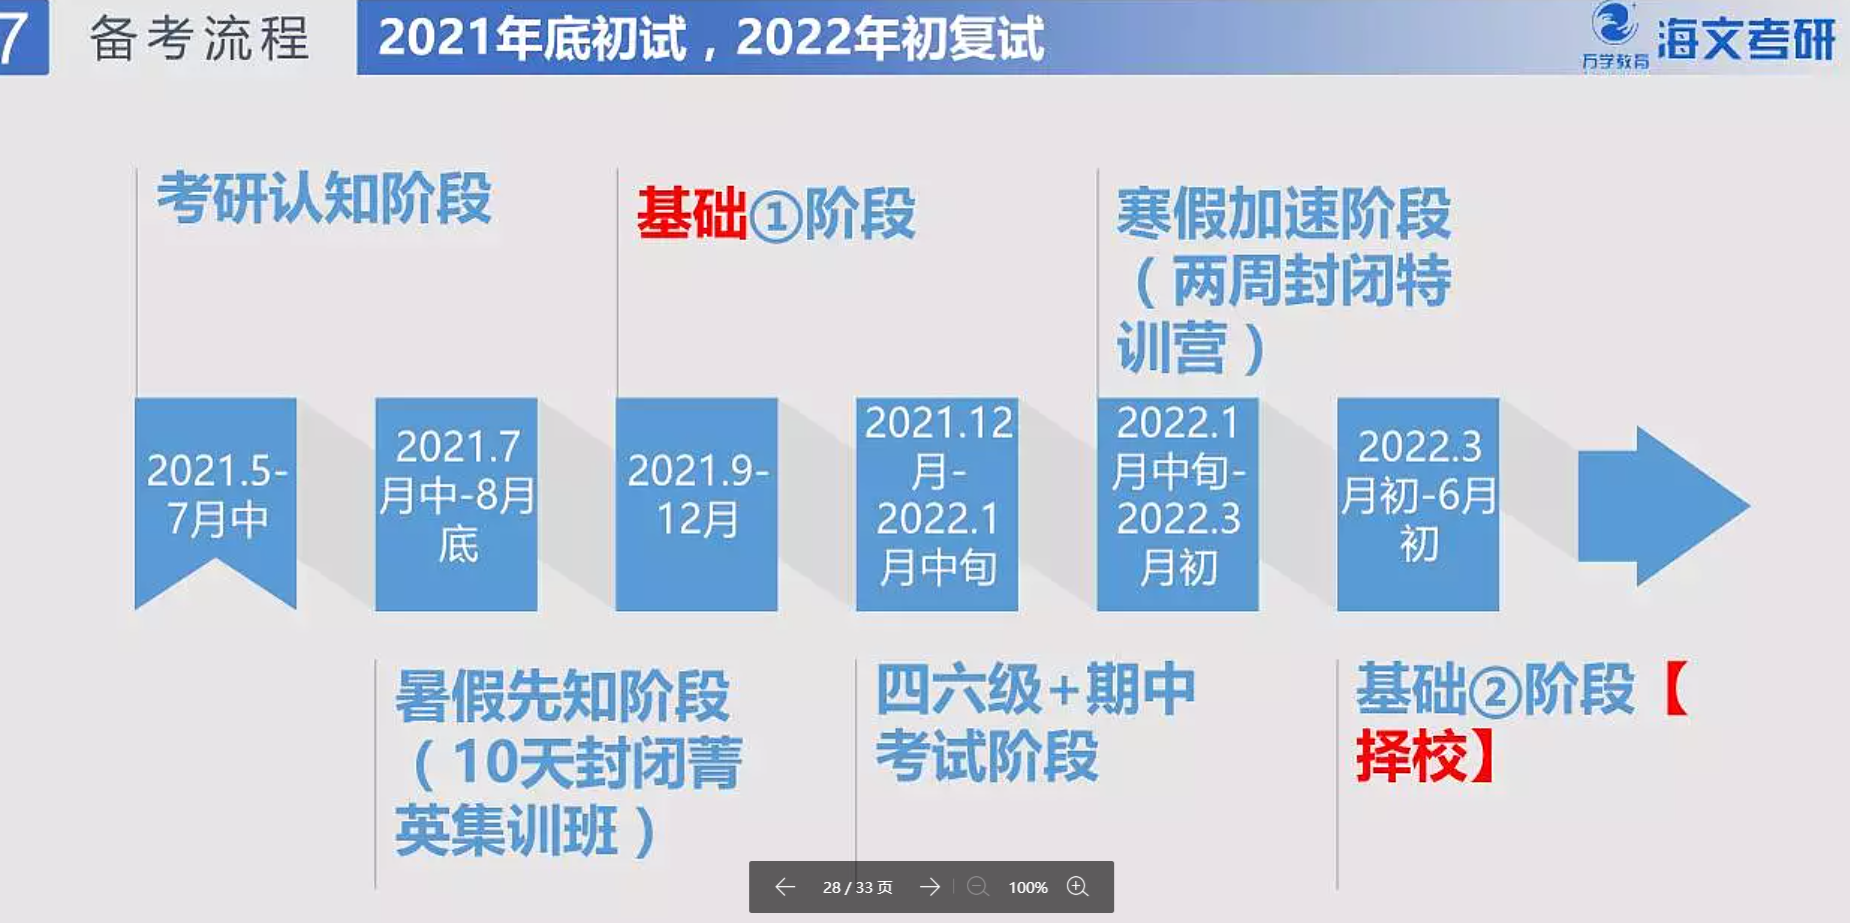 7
备考流程
2021年底初试，2022年初复试
万学教育
海文考研
考研认知阶段
基础①阶段
寒假加速阶段
（两周封闭特
训营）
2021.5-
7月中
2021.7
月中-8月
底
2021.9-
12月
2021.12
月-
2022.1
月中旬
2022.1
月中旬-
2022.3
月初
2022.3
月初-6月
初
暑假先知阶段
（10天封闭菁
英集训班）
四六级+期中
考试阶段
基础②阶段【
择校】
28 / 33 页
100%